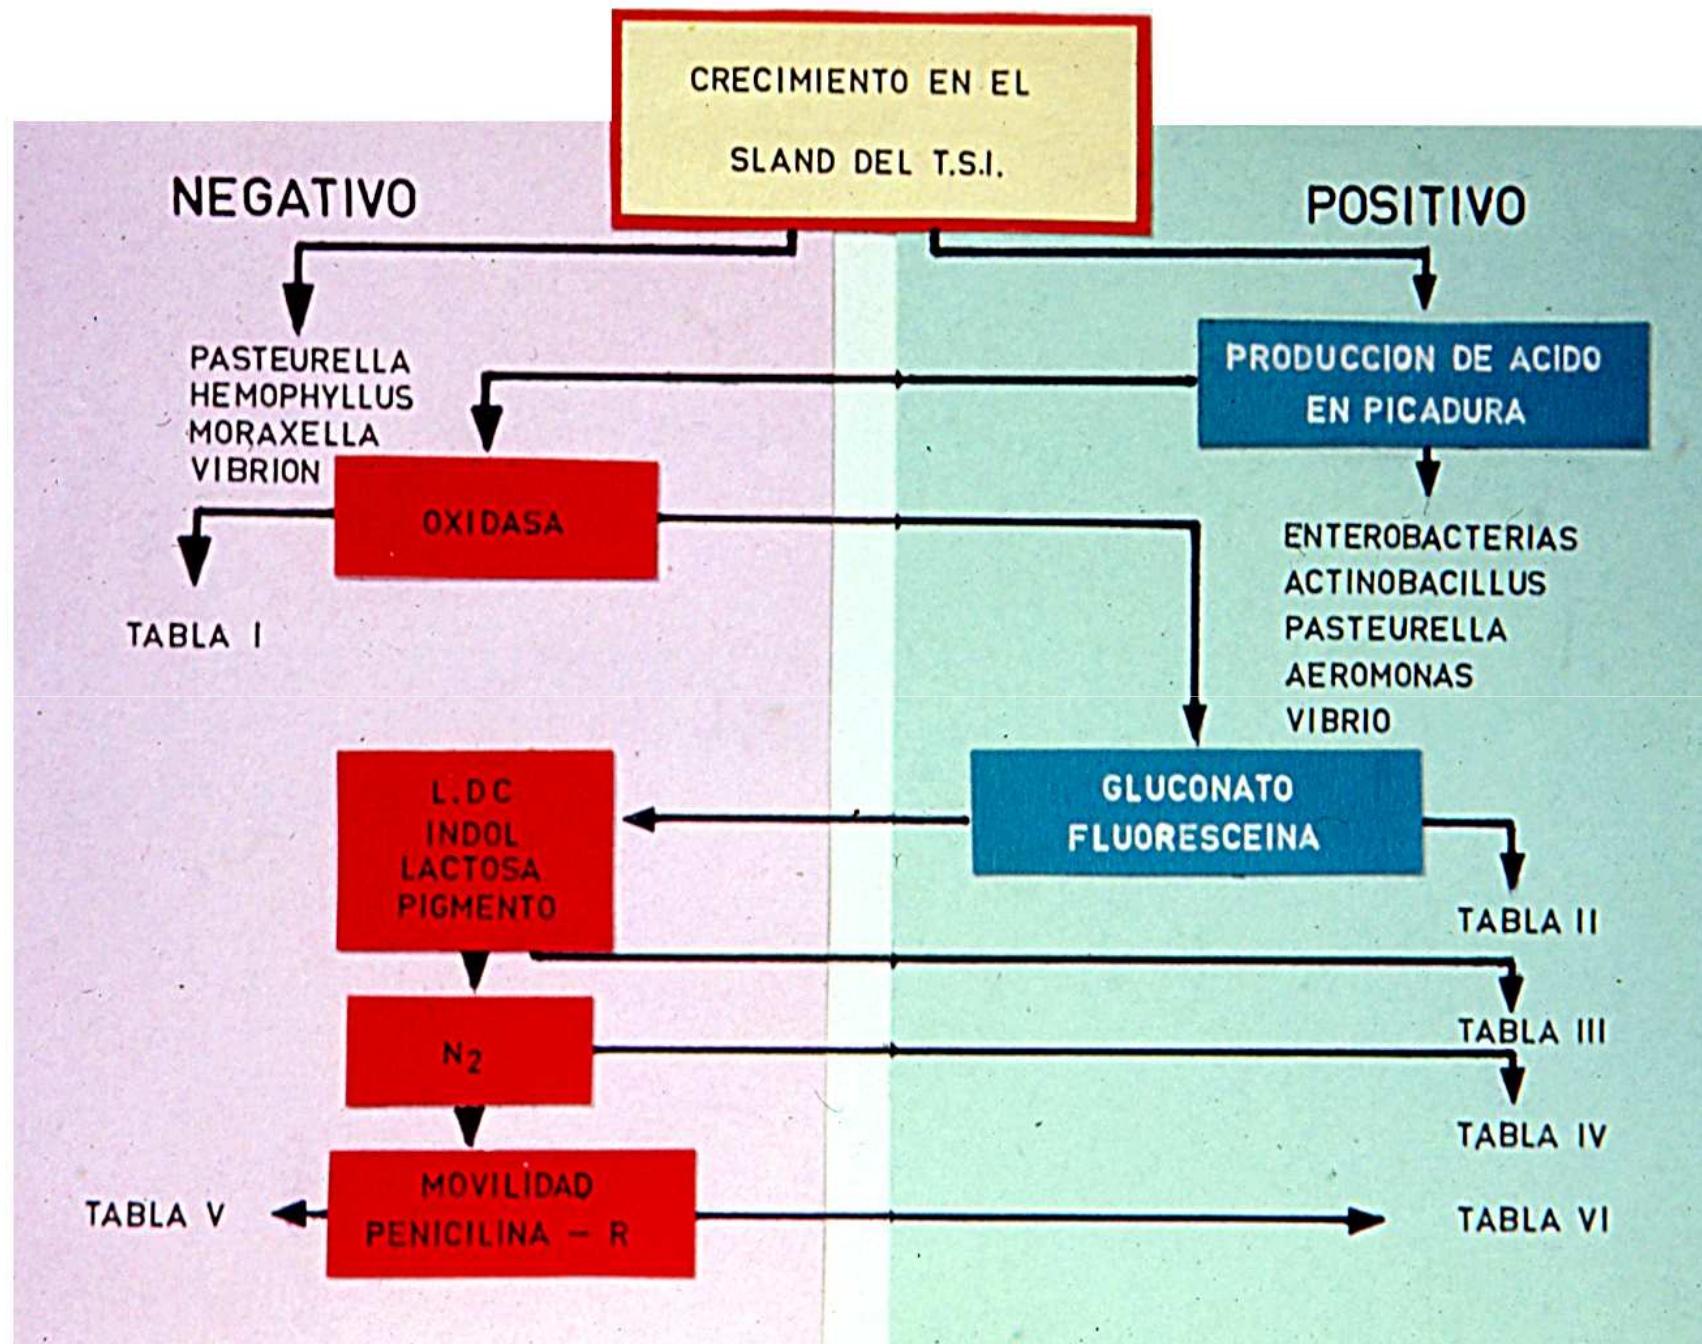 CRECIMIENTO EN EL
SLAND DEL T.S.I.
NEGATIVO
POSITIVO
PASTEURELLA
HEMOPHYLLUS
MORAXELLA
VIBRION
PRODUCCION DE ACIDO
EN PICADURA
OXIDASA
TABLA I
ENTEROBACTERIAS
ACTINOBACILLUS
PASTEURELLA
AEROMONAS
VIBRIO
L.DC
INDOL
LACTOSA
PIGMENTO
GLUCONATO
FLUORESCEINA
TABLA II
TABLA III
N₂
TABLA IV
MOVILIDAD
PENICILINA – R
TABLA V
TABLA VI